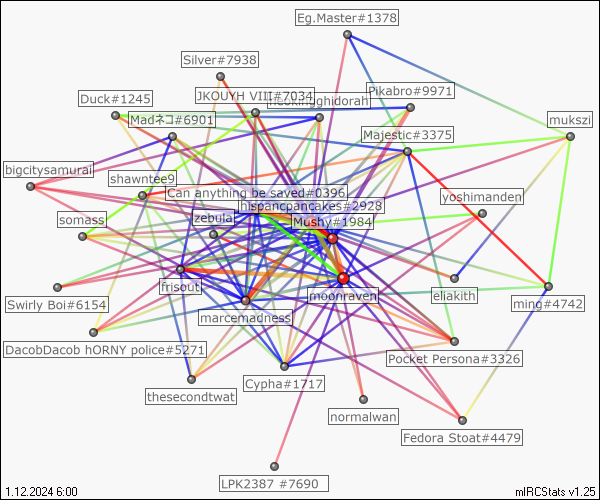 Eg.Master#1378
Silver#7938
Pikabro#9971
JKOUYH VIII#7034
Duck#1245
Madネコ#6901
mukszi
Majestic#3375
bigcitysamurai
shawntee9
Can anything be saved#0396
yoshimanden
hispancpancakes#2928
somass
zebula
Mushy#1984
frisout
moonraven
eliakith
Swirly Boi#6154
ming#4742
marcemadness
DacobDacob hORNY police#5271
Pocket Persona#3326
Cypha#1717
thesecondtwat
normalwan
Fedora Stoat#4479
LPK2387 #7690
1.12.2024 6:00
mIRCStats v1.25